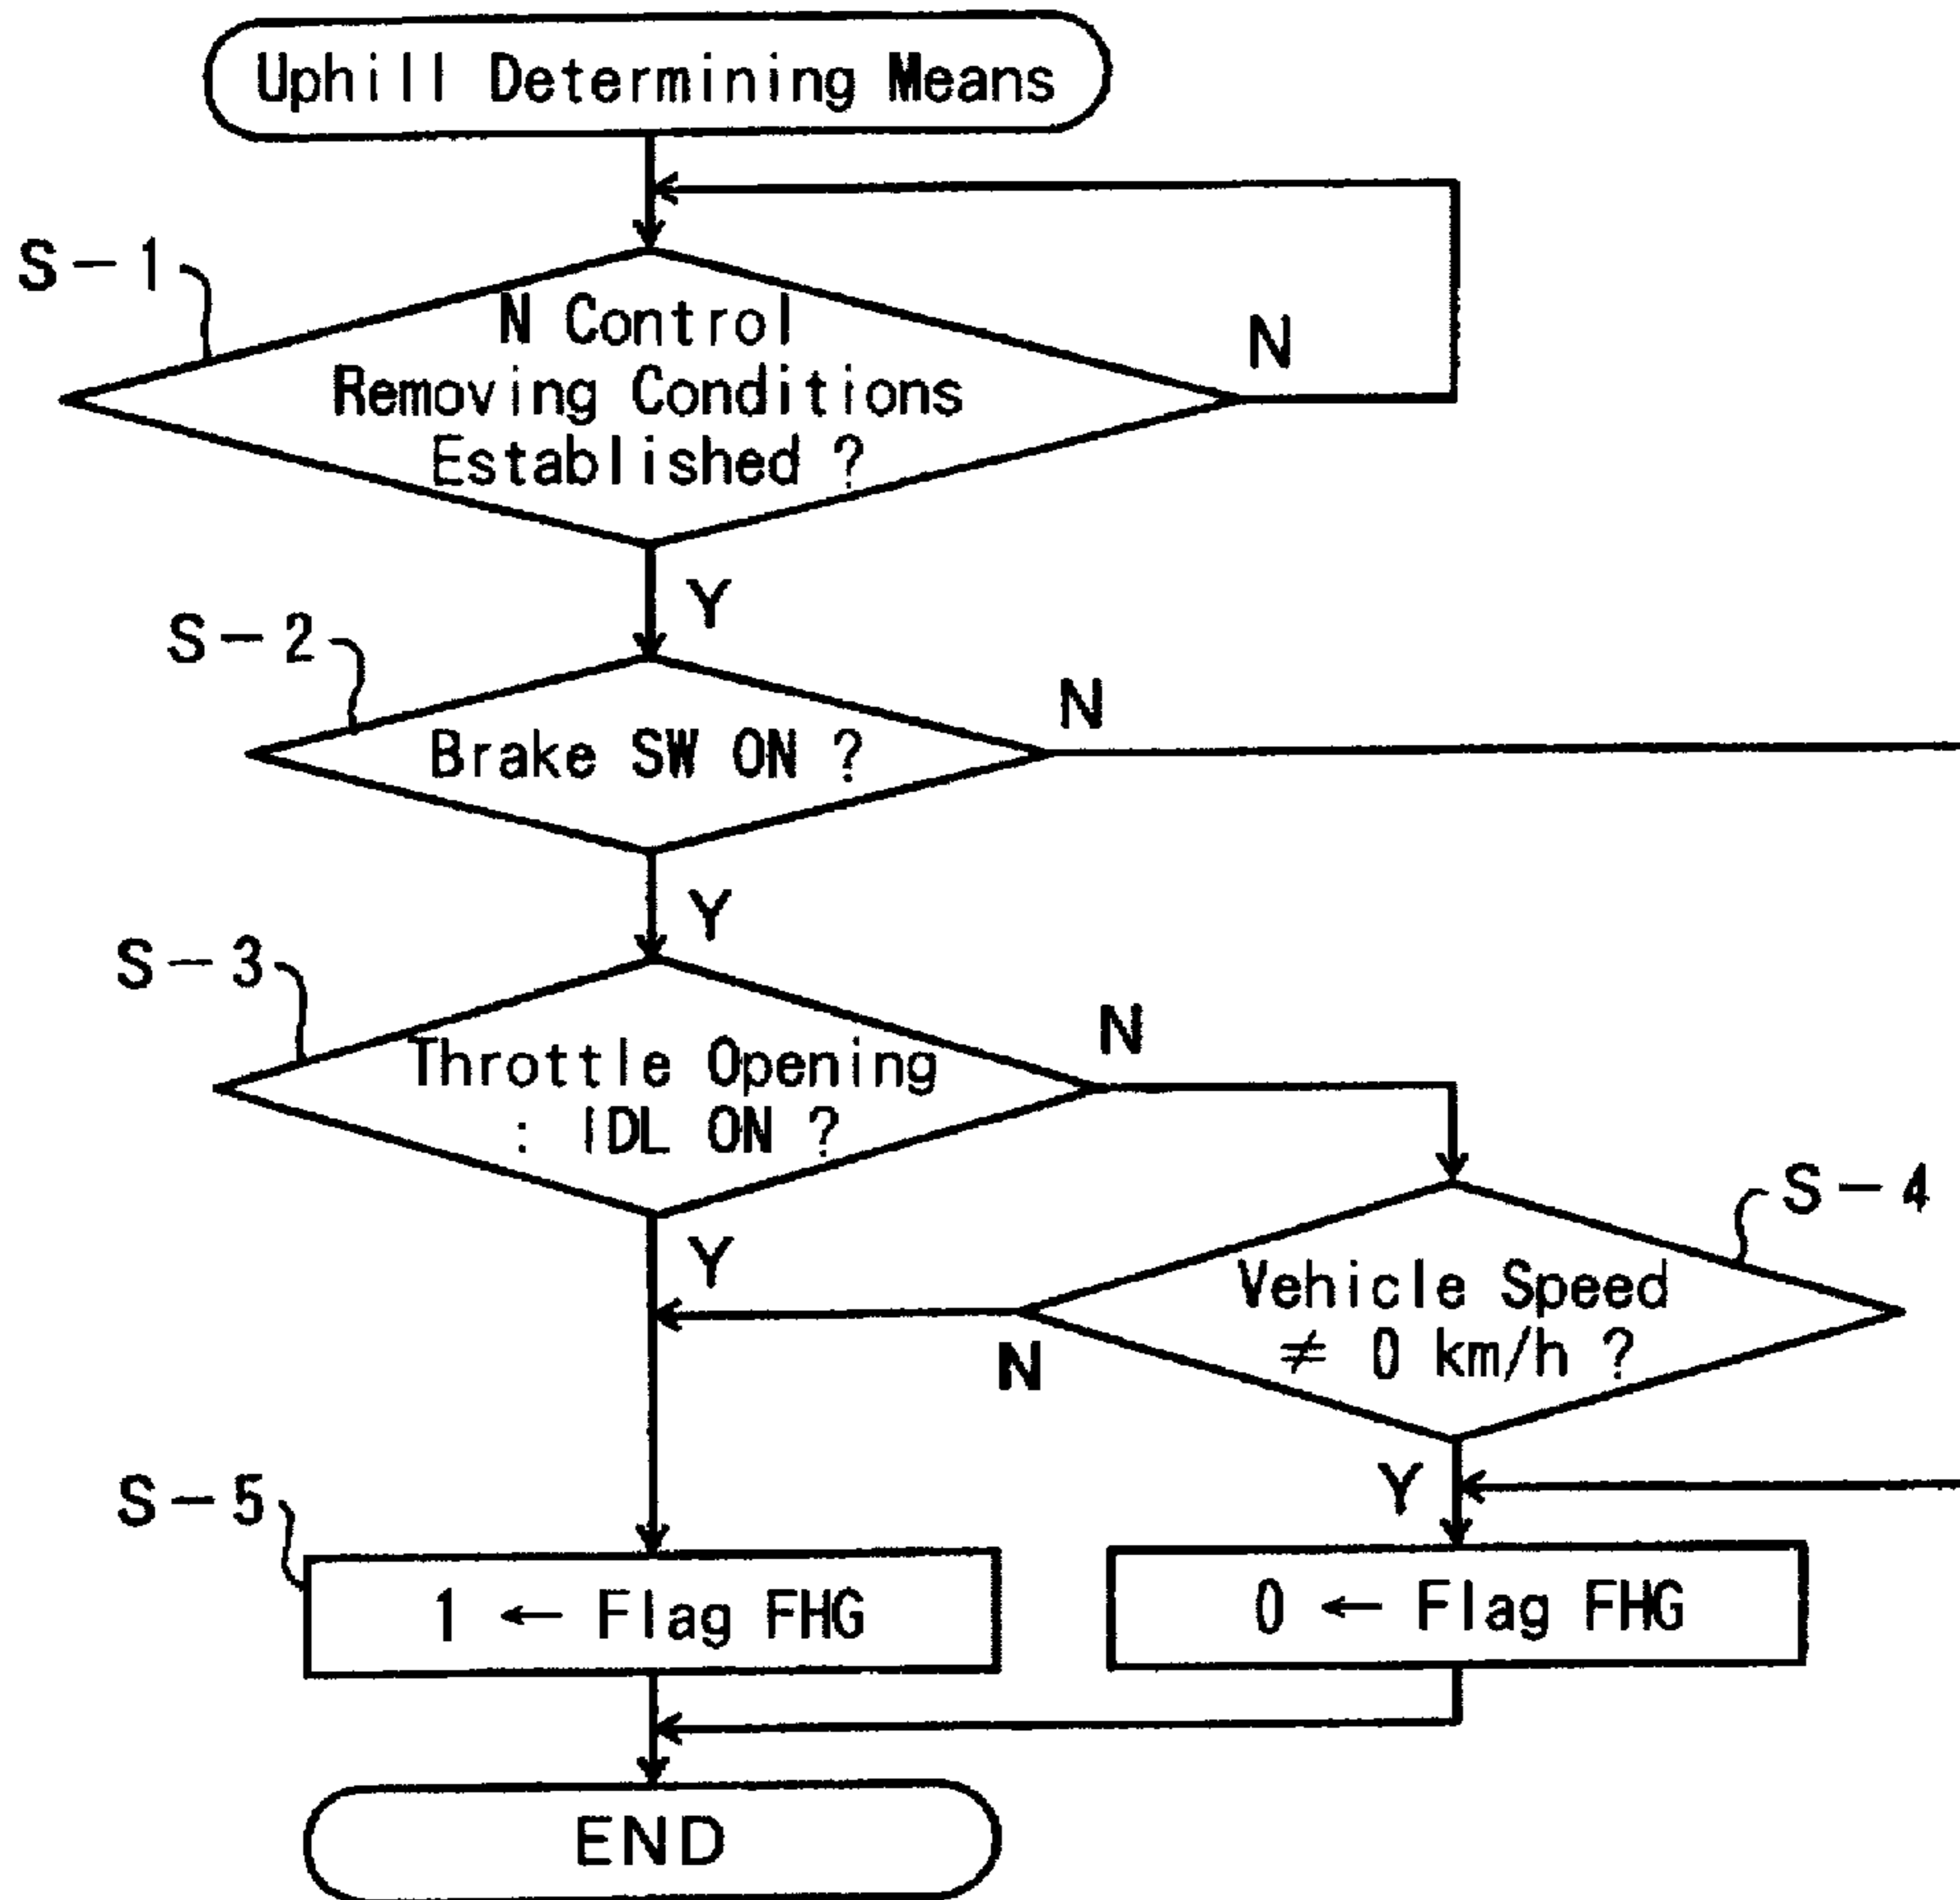 Uphill Determining Means
S-1
N Control
Removing Conditions
Established ?
N
Y
S-2
Brake SW ON ?
N
Y
S-3
Throttle Opening
: IDL ON ?
N
Y
S-4
Vehicle Speed
≠ 0 km/h ?
N
Y
S-5
1 ← Flag FHG
0 ← Flag FHG
END